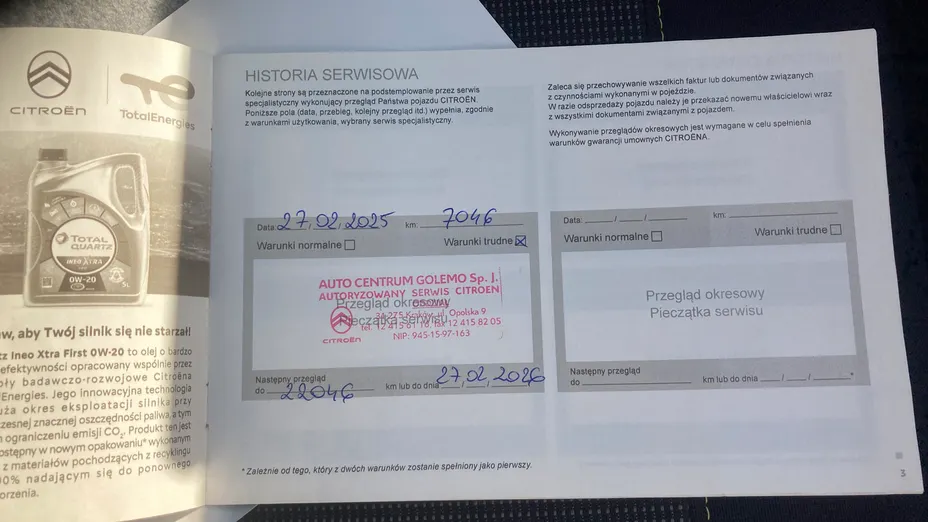 CITROËN
TotalEnergies
TOTAL
QUARTZ
INEO XTRA
0W-20
5L
aby Twój silnik się nie starzał!
Ineo Xtra First 0W-20 to olej o bardzo
efektywności opracowany wspólnie przez
badawczo-rozwojowe Citroëna
Energies. Jego innowacyjna technologia
okres eksploatacji silnika przy
znacznej oszczędności paliwa, a tym
ograniczeniu emisji CO₂. Produkt ten jest
w nowym opakowaniu* wykonanym
z materiałów pochodzących z recyklingu
nadającym się do ponownego
HISTORIA SERWISOWA
Kolejne strony są przeznaczone na podstemplowanie przez serwis
specjalistyczny wykonujący przegląd Państwa pojazdu CITROËN.
Poniższe pola (data, przebieg, kolejny przegląd itd.) wypełnia, zgodnie
z warunkami użytkowania, wybrany serwis specjalistyczny.
Data: 27.02.2025 km: 7046
Warunki normalne Warunki trudne
AUTO CENTRUM GOLEMO Sp. J.
AUTORYZOWANY SERWIS CITROEN
Przegląd okresowy
Kraków, ul. Opolska 9
Pieczątka serwisu
fax 12 415 82 05
CITROËN
NIP: 945-15-97-163
Następny przegląd
do 22046 km lub do dnia 27.02.2026
Zaleca się przechowywanie wszelkich faktur lub dokumentów związanych
z czynnościami wykonanymi w pojeździe.
W razie odsprzedaży pojazdu należy je przekazać nowemu właścicielowi wraz
z wszystkimi dokumentami związanymi z pojazdem.
Wykonywanie przeglądów okresowych jest wymagane w celu spełnienia
warunków gwarancji umownych CITROËNA.
Data: / / km:
Warunki normalne Warunki trudne
Przegląd okresowy
Pieczątka serwisu
Następny przegląd
do km lub do dnia / / *
* Zależnie od tego, który z dwóch warunków zostanie spełniony jako pierwszy.
3